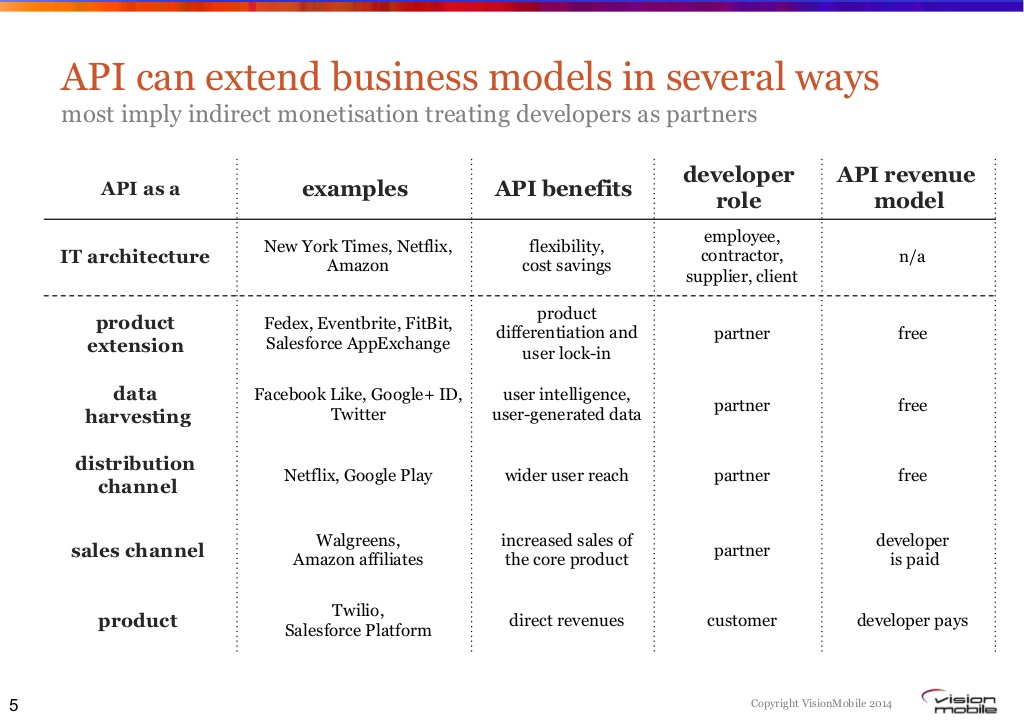 API can extend business models in several ways
most imply indirect monetisation treating developers as partners
API as a
examples
API benefits
developer
role
API revenue
model
IT architecture
New York Times, Netflix,
Amazon
flexibility,
cost savings
employee,
contractor,
supplier, client
n/a
product
extension
Fedex, Eventbrite, FitBit,
Salesforce AppExchange
product
differentiation and
user lock-in
partner
free
data
harvesting
Facebook Like, Google+ ID,
Twitter
user intelligence,
user-generated data
partner
free
distribution
channel
Netflix, Google Play
wider user reach
partner
free
sales channel
Walgreens,
Amazon affiliates
increased sales of
the core product
partner
developer
is paid
product
Twilio,
Salesforce Platform
direct revenues
customer
developer pays
5
Copyright VisionMobile 2014
vision
mobile